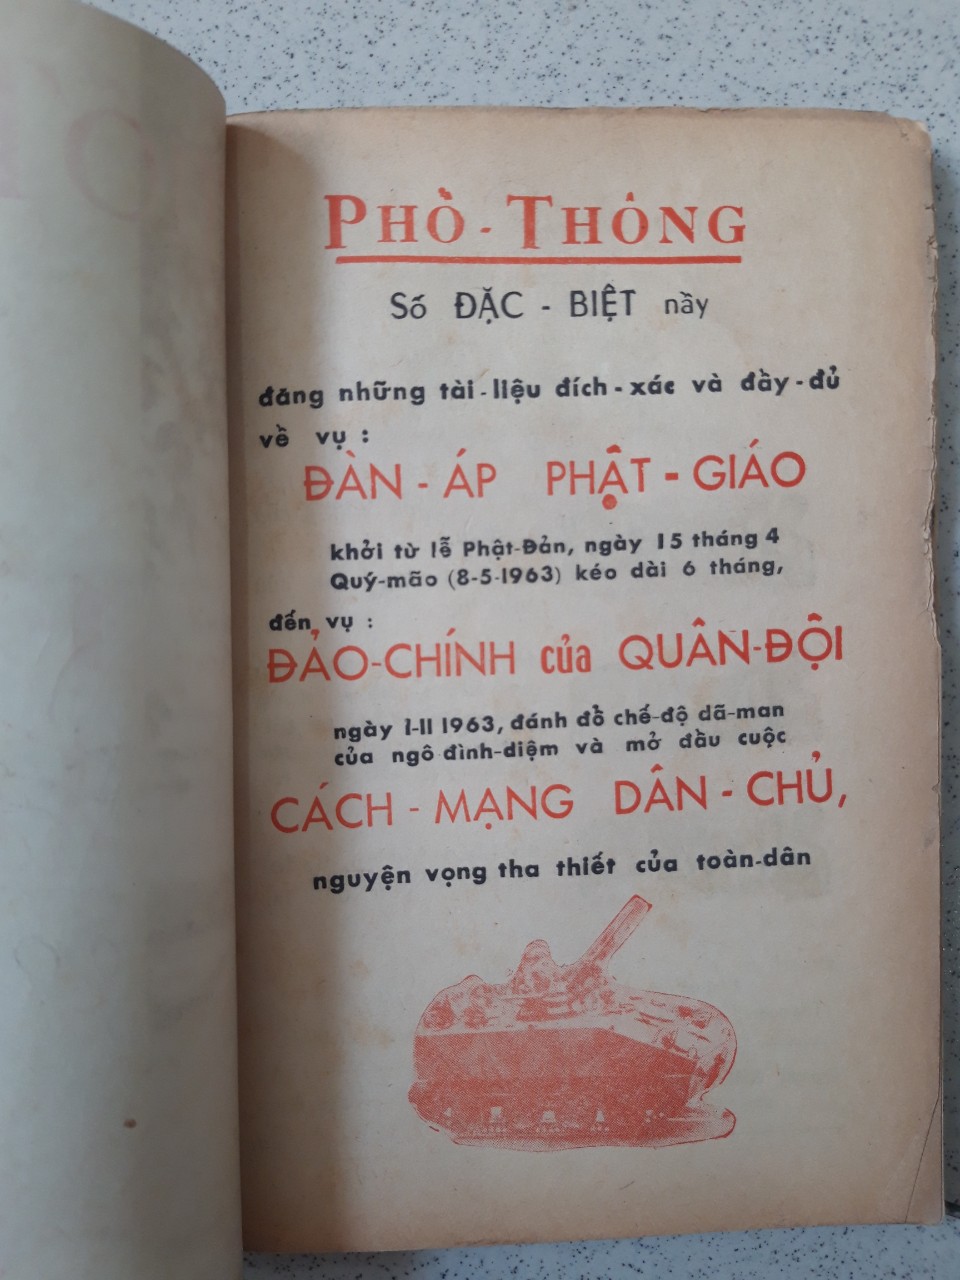 PHỔ - THÔNG
Số ĐẶC - BIỆT nầy
đăng những tài-liệu đích-xác và đầy-đủ
về vụ :
ĐÀN - ÁP PHẬT - GIÁO
khởi từ lễ Phật-Đản, ngày 15 tháng 4
Quý-mão (8-5-1963) kéo dài 6 tháng,
đến vụ :
ĐẢO-CHÍNH của QUÂN-ĐỘI
ngày 1-11 1963, đánh đổ chế-độ dã-man
của ngô đình-diệm và mở đầu cuộc
CÁCH - MẠNG DÂN - CHỦ,
nguyện vọng tha thiết của toàn-dân